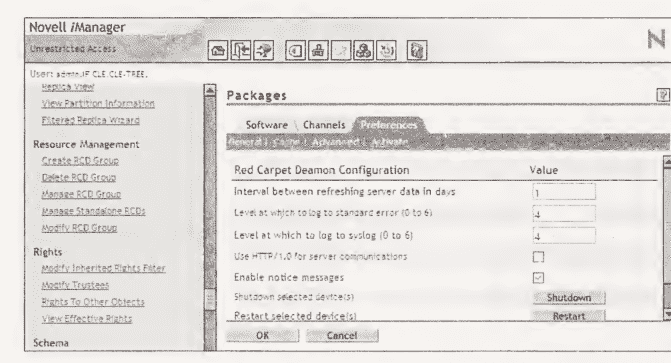 Novell iManager
N
Unrestricted Access
User: admin.IF CLE.CLE-TREE.
Replica View
View Partition Information
Filtered Replica Wizard
Resource Management
Create RCD Group
Delete RCD Group
Manage RCD Group
Manage Standalone RCDs
Modify RCD Group
Rights
Modify Inherited Rights Filter
Modify Trustees
Rights To Other Objects
View Effective Rights
Schema
Packages
?
Software \ Channels \ Preferences
General | Cache | Advanced | Activate
Red Carpet Deamon Configuration Value
Interval between refreshing server data in days 1
Level at which to log to standard error (0 to 6) 4
Level at which to log to syslog (0 to 6) 4
Use HTTP/1.0 for server communications
Enable notice messages
Shutdown selected device(s) Shutdown
Restart selected device(s) Restart
OK Cancel